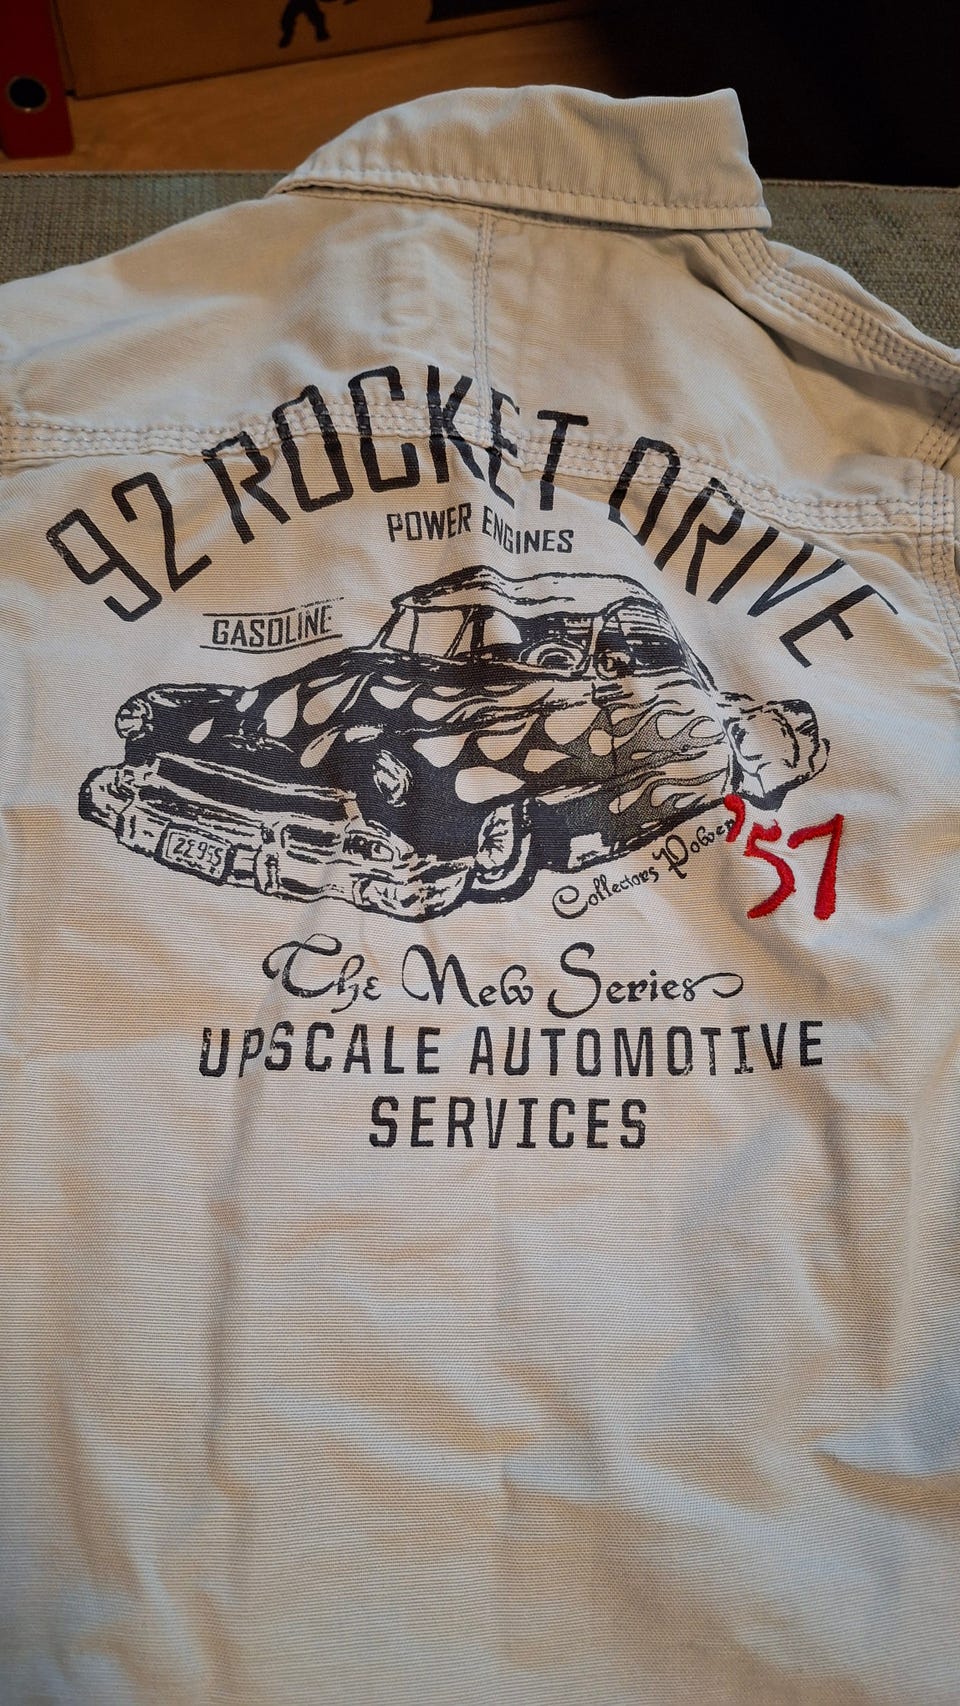 92 ROCKET DRIVE
POWER ENGINES
GASOLINE
Collectors Power
'57
The New Series
UPSCALE AUTOMOTIVE
SERVICES